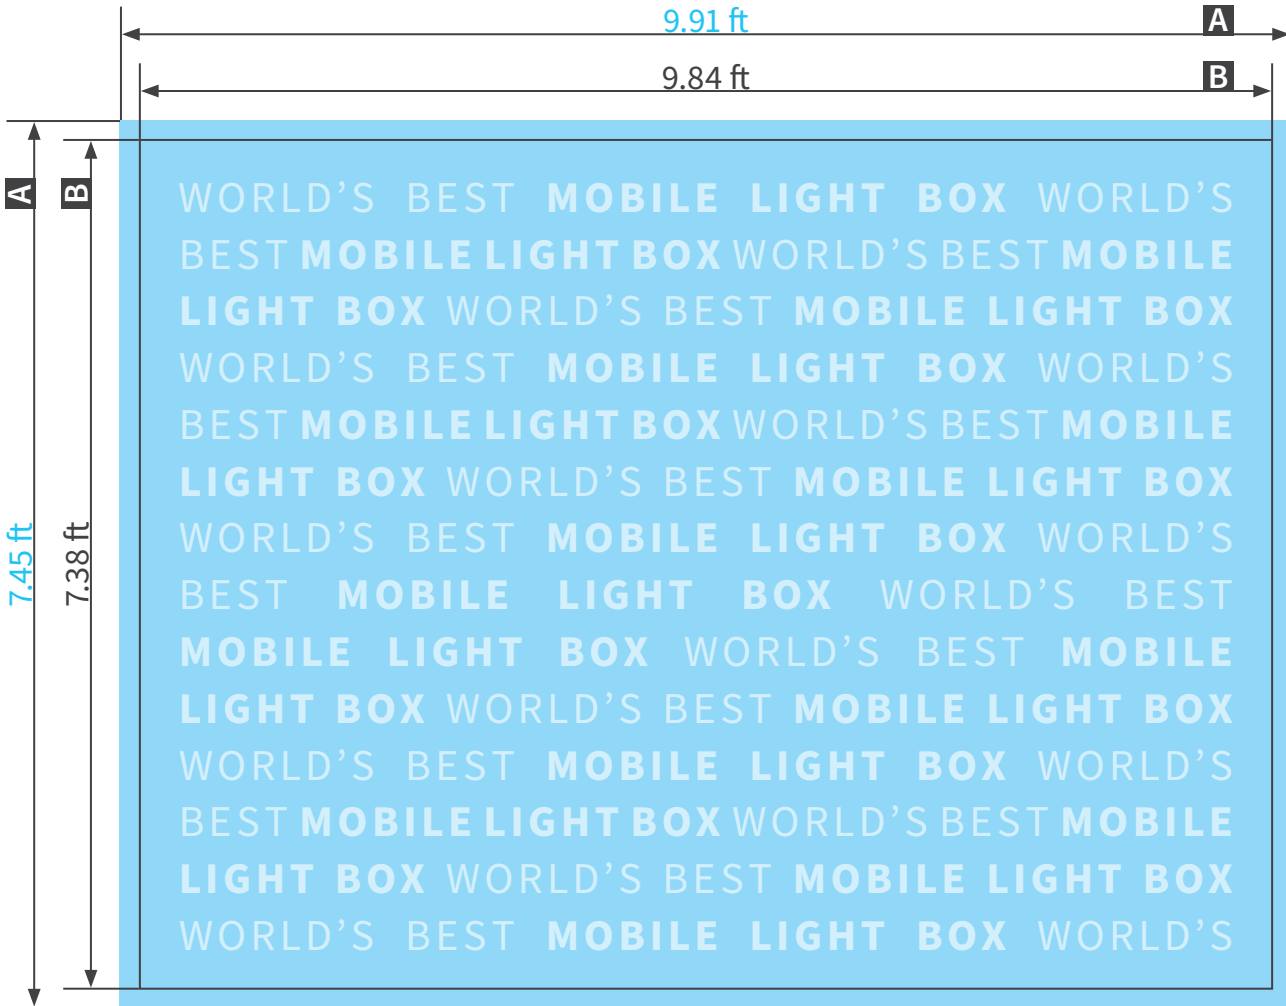 9.91 ft A
9.84 ft B
A B
WORLD’S BEST MOBILE LIGHT BOX WORLD’S
BEST MOBILE LIGHT BOX WORLD’S BEST MOBILE
LIGHT BOX WORLD’S BEST MOBILE LIGHT BOX
WORLD’S BEST MOBILE LIGHT BOX WORLD’S
BEST MOBILE LIGHT BOX WORLD’S BEST MOBILE
LIGHT BOX WORLD’S BEST MOBILE LIGHT BOX
WORLD’S BEST MOBILE LIGHT BOX WORLD’S
BEST MOBILE LIGHT BOX WORLD’S BEST
MOBILE LIGHT BOX WORLD’S BEST MOBILE
LIGHT BOX WORLD’S BEST MOBILE LIGHT BOX
WORLD’S BEST MOBILE LIGHT BOX WORLD’S
BEST MOBILE LIGHT BOX WORLD’S BEST MOBILE
LIGHT BOX WORLD’S BEST MOBILE LIGHT BOX
WORLD’S BEST MOBILE LIGHT BOX WORLD’S
7.45 ft
7.38 ft